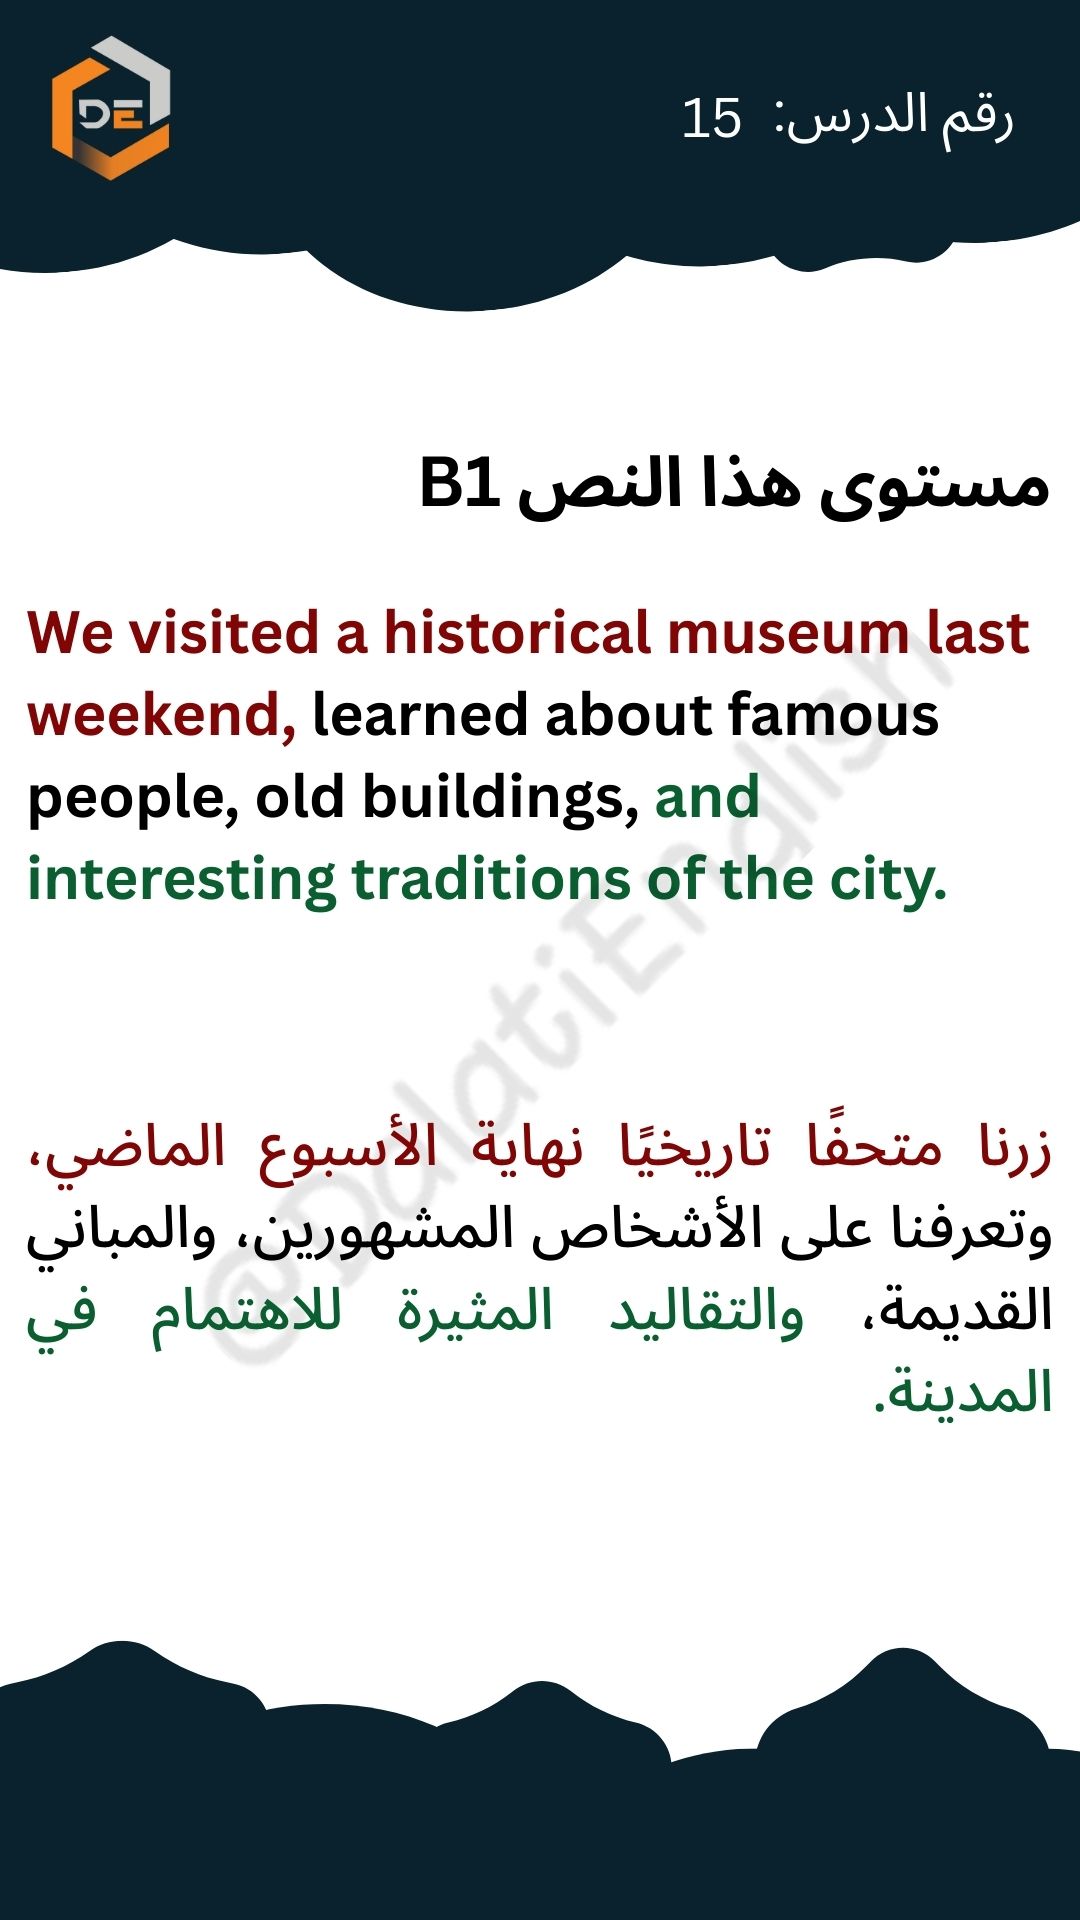 DE
رقم الدرس: 15
مستوى هذا النص B1
We visited a historical museum last
weekend, learned about famous
people, old buildings, and
interesting traditions of the city.
زرنا متحفًا تاريخيًا نهاية الأسبوع الماضي،
وتعرفنا على الأشخاص المشهورين، والمباني
القديمة، والتقاليد المثيرة للاهتمام في
المدينة.
@DalatiEnglish